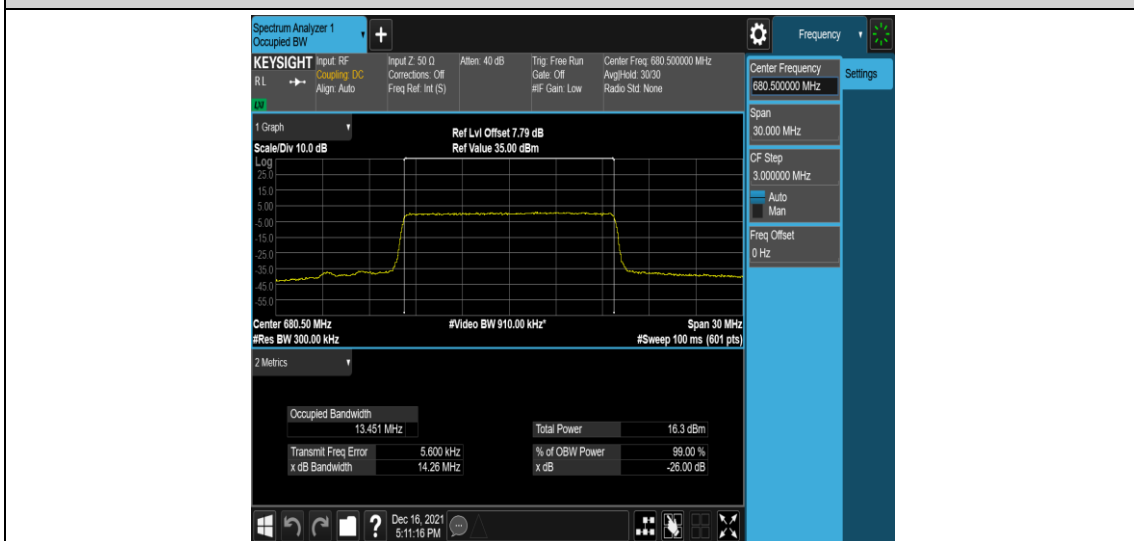 Spectrum Analyzer 1
Occupied BW
+
Frequency
KEYSIGHT
RL
LXI
Input: RF
Coupling: DC
Align: Auto
Input Z: 50 Ω
Corrections: Off
Freq Ref: Int (S)
Atten: 40 dB
Trig: Free Run
Gate: Off
#IF Gain: Low
Center Freq: 680.500000 MHz
Avg|Hold: 30/30
Radio Std: None
Center Frequency
680.500000 MHz
Settings
Span
30.000 MHz
CF Step
3.000000 MHz
Auto
Man
Freq Offset
0 Hz
1 Graph
Scale/Div 10.0 dB
Ref Lvl Offset 7.79 dB
Ref Value 35.00 dBm
Log
25.0
15.0
5.00
-5.00
-15.0
-25.0
-35.0
-45.0
-55.0
Center 680.50 MHz
#Video BW 910.00 kHz*
Span 30 MHz
#Res BW 300.00 kHz
#Sweep 100 ms (601 pts)
2 Metrics
Occupied Bandwidth
13.451 MHz
Total Power 16.3 dBm
Transmit Freq Error 5.600 kHz
% of OBW Power 99.00 %
x dB Bandwidth 14.26 MHz
x dB -26.00 dB
?
Dec 16, 2021
5:11:16 PM